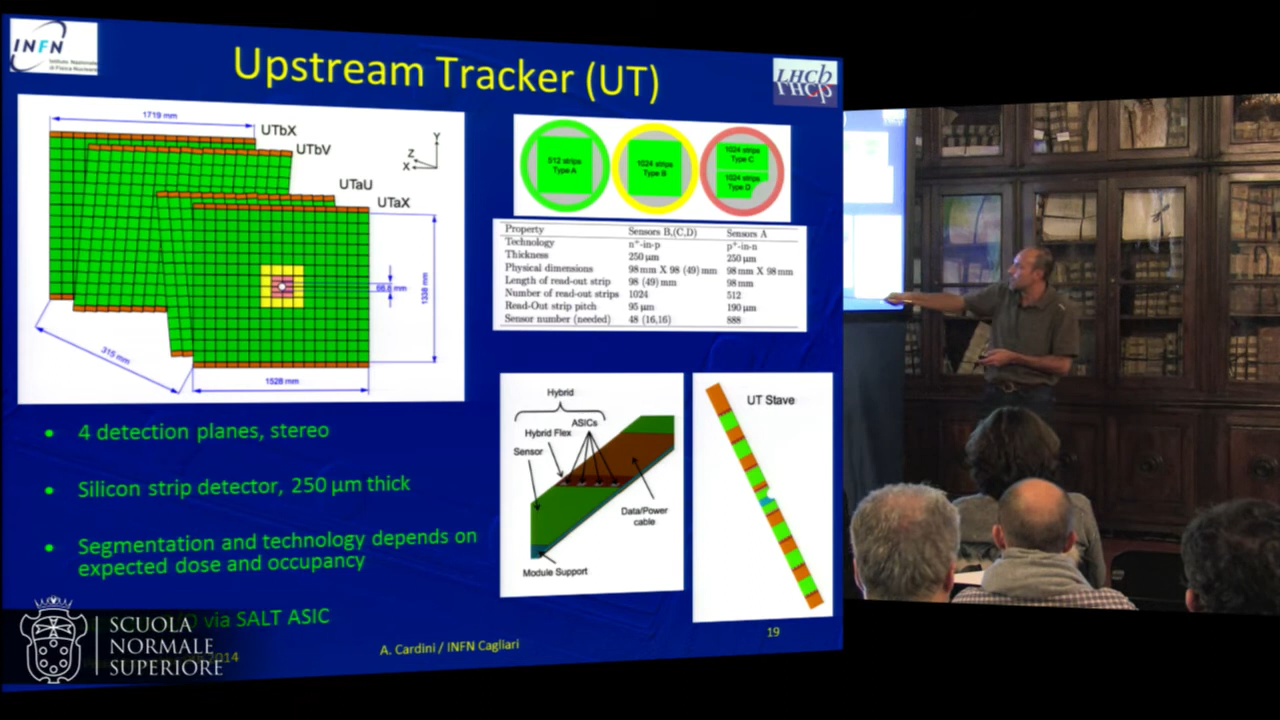 INFN
Istituto Nazionale
di Fisica Nucleare
Upstream Tracker (UT)
LHCb
1719 mm
UTbX
UTbV
UTaU
UTaX
Y
Z
X
66.8 mm
1338 mm
315 mm
1528 mm
512 strips
Type A
1024 strips
Type B
1024 strips
Type C
1024 strips
Type D
Property Sensors B,(C,D) Sensors A
Technology n⁺-in-p p⁺-in-n
Thickness 250 μm 250 μm
Physical dimensions 98 mm X 98 (49) mm 98 mm X 98 mm
Length of read-out strip 98 (49) mm 98 mm
Number of read-out strips 1024 512
Read-Out strip pitch 95 μm 190 μm
Sensor number (needed) 48 (16,16) 888
• 4 detection planes, stereo
• Silicon strip detector, 250 μm thick
• Segmentation and technology depends on
expected dose and occupancy
via SALT ASIC
Hybrid
ASICs
Hybrid Flex
Sensor
Data/Power
cable
Module Support
UT Stave
2014
A. Cardini / INFN Cagliari
19
SCUOLA
NORMALE
SUPERIORE